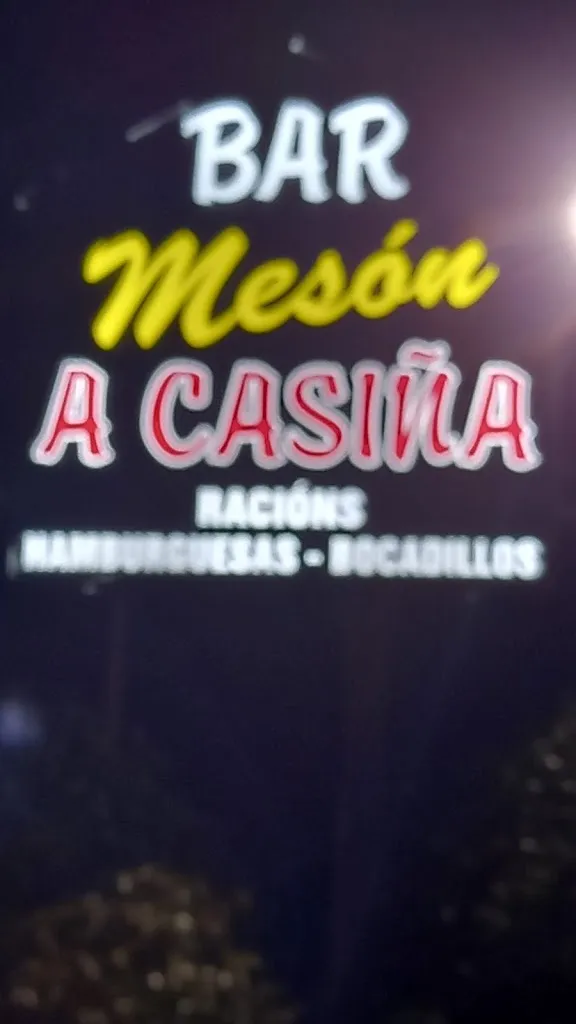 BAR
Mesón
A CASIÑA
RACIÓNS
HAMBURGUESAS - BOCADILLOS